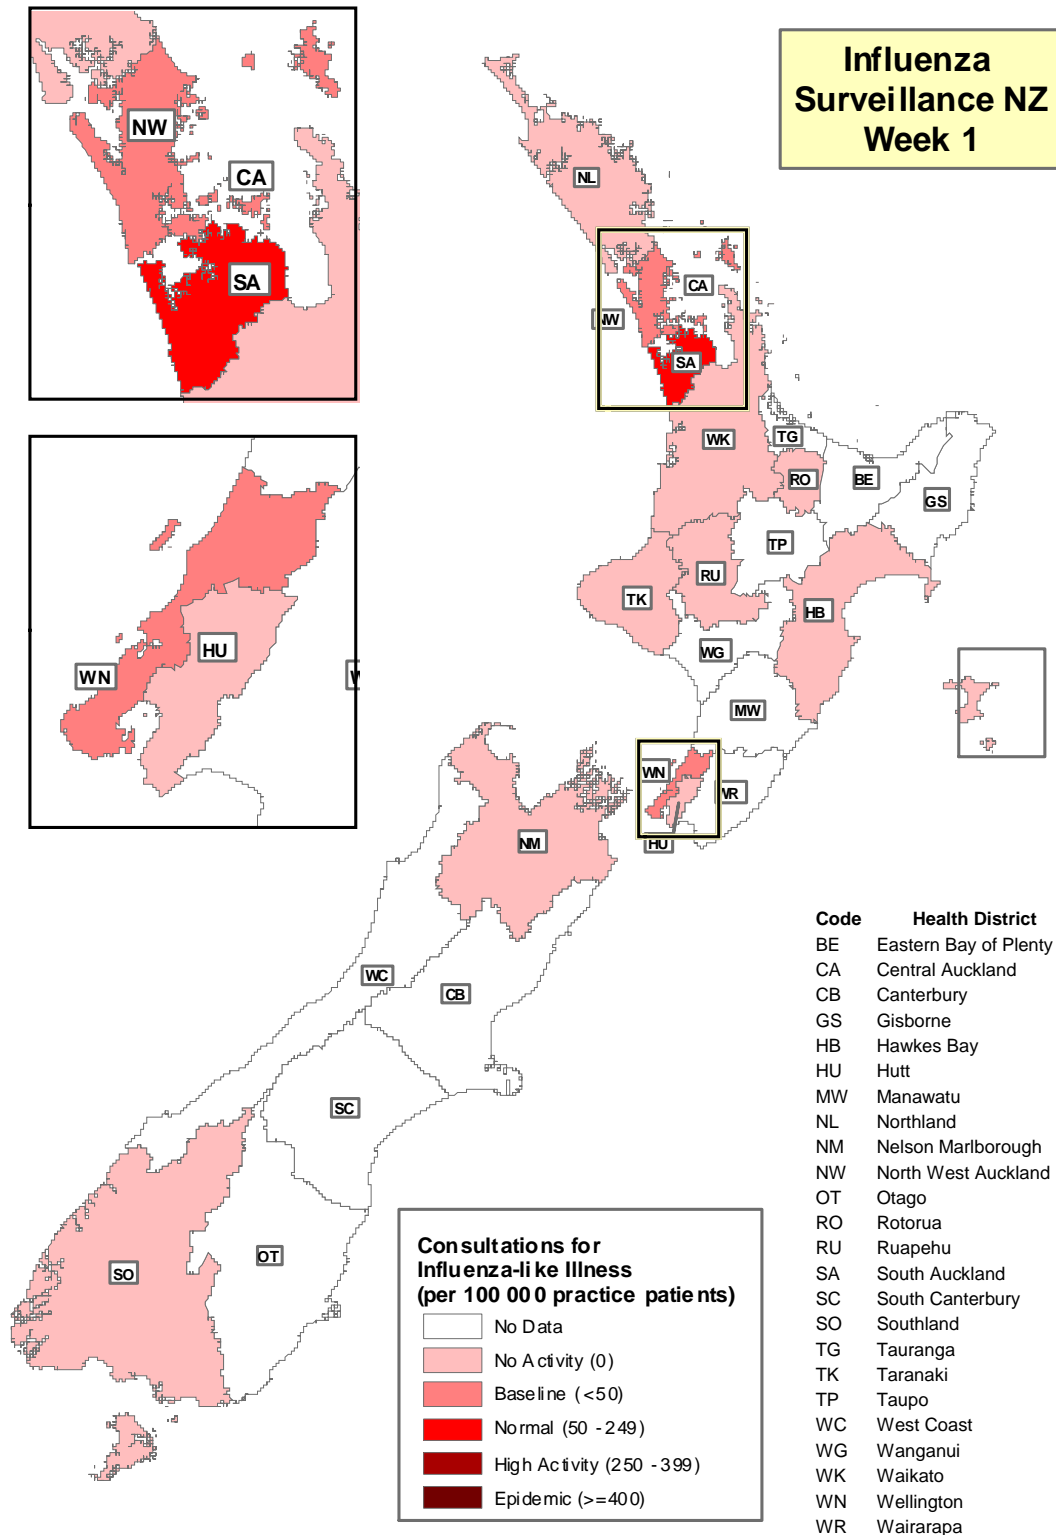 Influenza
Surveillance NZ
Week 1
NW
CA
SA
HU
WN
W
NL
CA
NW
SA
WK
TG
RO
BE
GS
TP
RU
TK
HB
WG
MW
WN
WR
HU
NM
WC
CB
SC
OT
SO
Consultations for
Influenza-like Illness
(per 100 000 practice patients)
No Data
No Activity (0)
Baseline (<50)
Normal (50 - 249)
High Activity (250 - 399)
Epidemic (>=400)
Code Health District
BE Eastern Bay of Plenty
CA Central Auckland
CB Canterbury
GS Gisborne
HB Hawkes Bay
HU Hutt
MW Manawatu
NL Northland
NM Nelson Marlborough
NW North West Auckland
OT Otago
RO Rotorua
RU Ruapehu
SA South Auckland
SC South Canterbury
SO Southland
TG Tauranga
TK Taranaki
TP Taupo
WC West Coast
WG Wanganui
WK Waikato
WN Wellington
WR Wairarapa